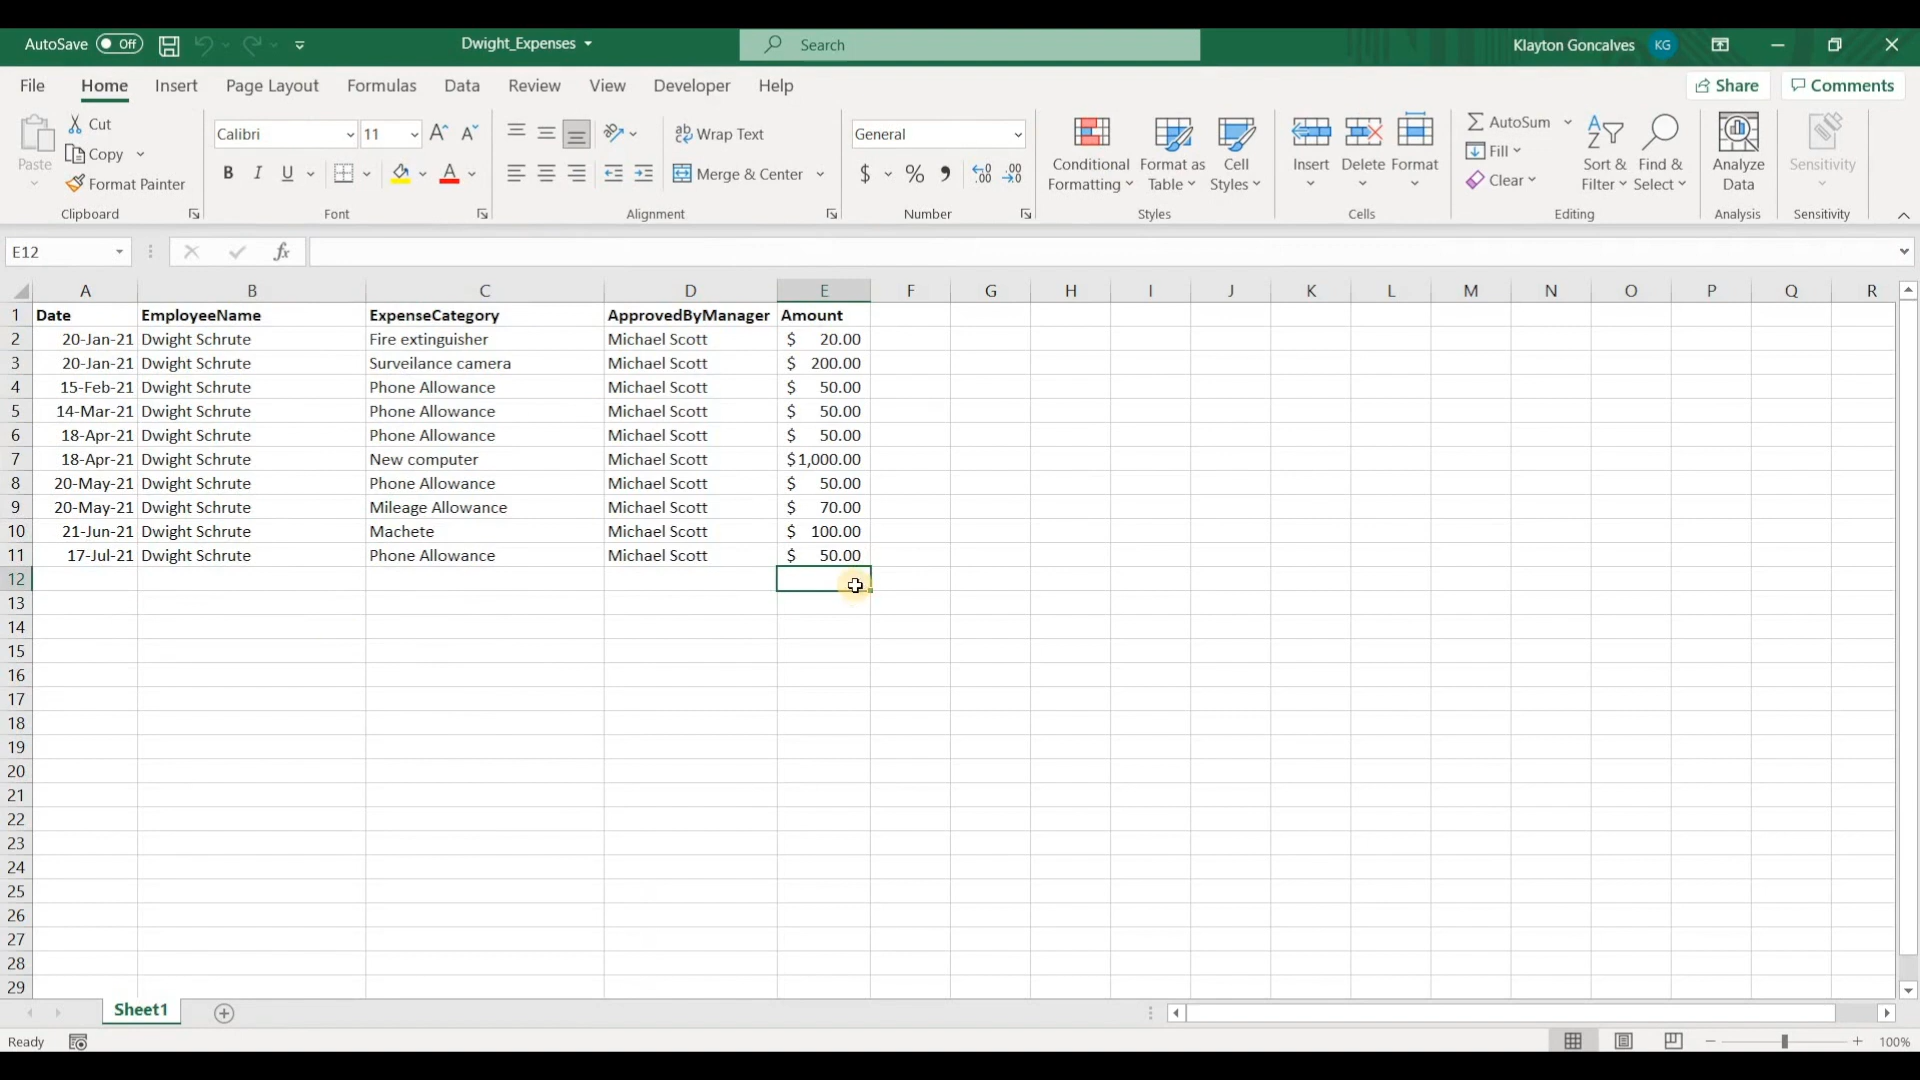 AutoSave Off Dwight_Expenses Search Klayton Goncalves KG
File Home Insert Page Layout Formulas Data Review View Developer Help Share Comments
Paste Cut Copy Format Painter
Clipboard
Calibri 11
B I U A
Font
Wrap Text
Merge & Center
Alignment
General
$ %
Number
Conditional Formatting Format as Table Cell Styles
Styles
Insert Delete Format
Cells
AutoSum
Fill
Clear
Sort & Filter Find & Select
Editing
Analyze Data
Analysis
Sensitivity
Sensitivity
E12 fx
A B C D E F G H I J K L M N O P Q R
1 Date EmployeeName ExpenseCategory ApprovedByManager Amount
2 20-Jan-21 Dwight Schrute Fire extinguisher Michael Scott $ 20.00
3 20-Jan-21 Dwight Schrute Surveilance camera Michael Scott $ 200.00
4 15-Feb-21 Dwight Schrute Phone Allowance Michael Scott $ 50.00
5 14-Mar-21 Dwight Schrute Phone Allowance Michael Scott $ 50.00
6 18-Apr-21 Dwight Schrute Phone Allowance Michael Scott $ 50.00
7 18-Apr-21 Dwight Schrute New computer Michael Scott $1,000.00
8 20-May-21 Dwight Schrute Phone Allowance Michael Scott $ 50.00
9 20-May-21 Dwight Schrute Mileage Allowance Michael Scott $ 70.00
10 21-Jun-21 Dwight Schrute Machete Michael Scott $ 100.00
11 17-Jul-21 Dwight Schrute Phone Allowance Michael Scott $ 50.00
12
13
14
15
16
17
18
19
20
21
22
23
24
25
26
27
28
29
Sheet1
Ready 100%